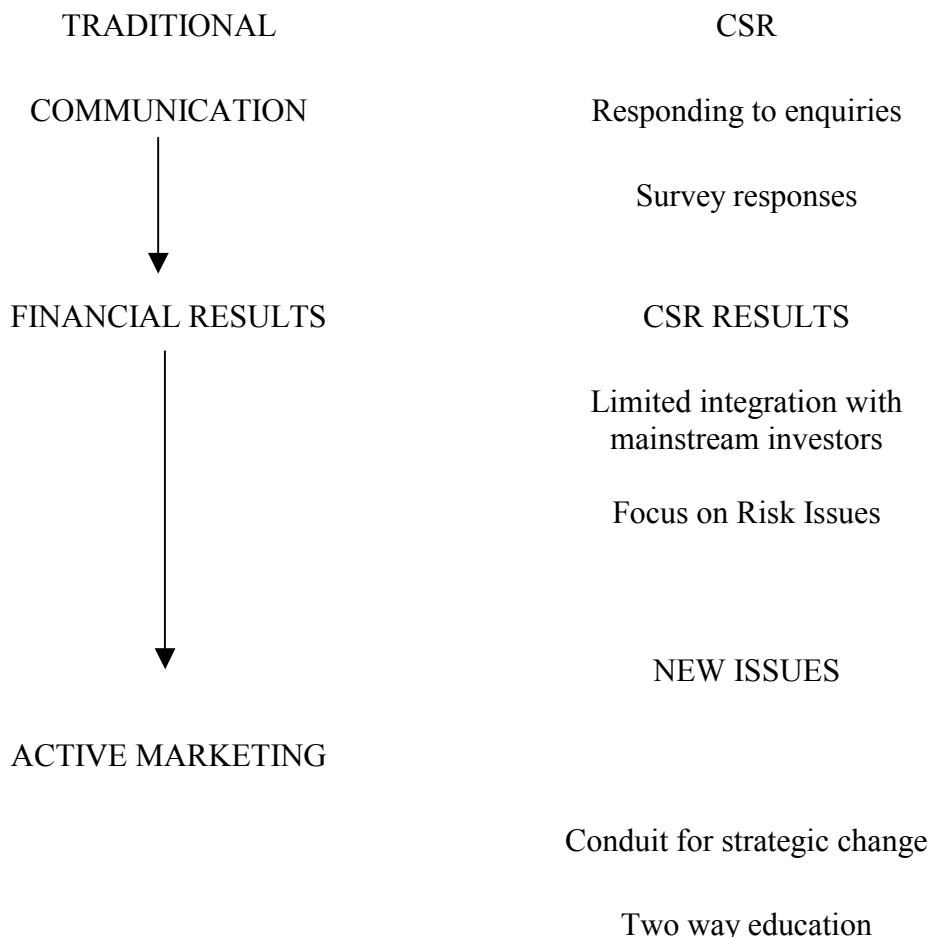 TRADITIONAL
CSR
COMMUNICATION
Responding to enquiries
Survey responses
FINANCIAL RESULTS
CSR RESULTS
Limited integration with
mainstream investors
Focus on Risk Issues
NEW ISSUES
ACTIVE MARKETING
Conduit for strategic change
Two way education